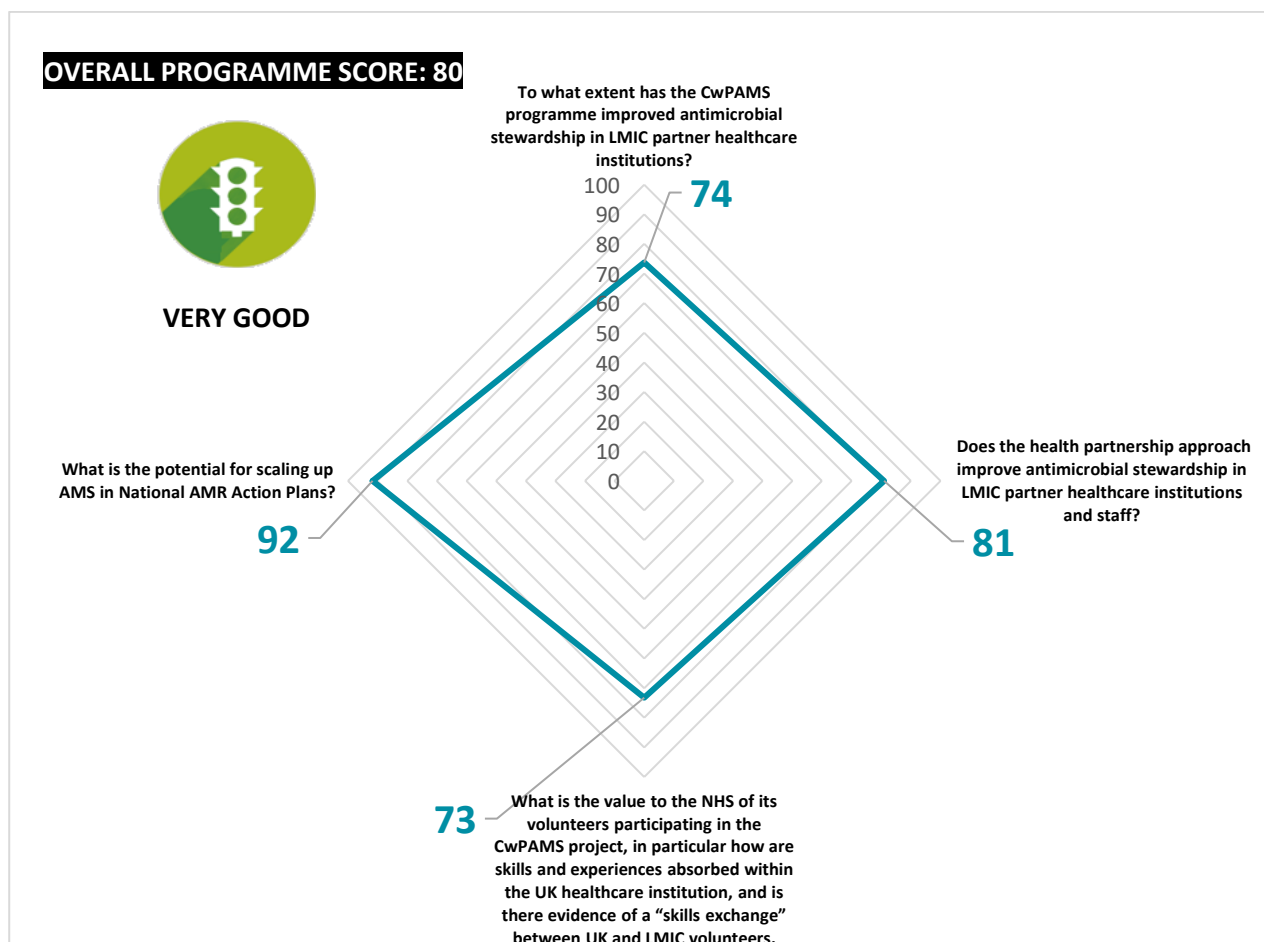 OVERALL PROGRAMME SCORE: 80
VERY GOOD
To what extent has the CwPAMS
programme improved antimicrobial
stewardship in LMIC partner healthcare
institutions?
74
100
90
80
70
60
50
40
30
20
10
0
What is the potential for scaling up
AMS in National AMR Action Plans?
92
Does the health partnership approach
improve antimicrobial stewardship in
LMIC partner healthcare institutions
and staff?
81
73
What is the value to the NHS of its
volunteers participating in the
CwPAMS project, in particular how are
skills and experiences absorbed within
the UK healthcare institution, and is
there evidence of a “skills exchange”
between UK and LMIC volunteers.